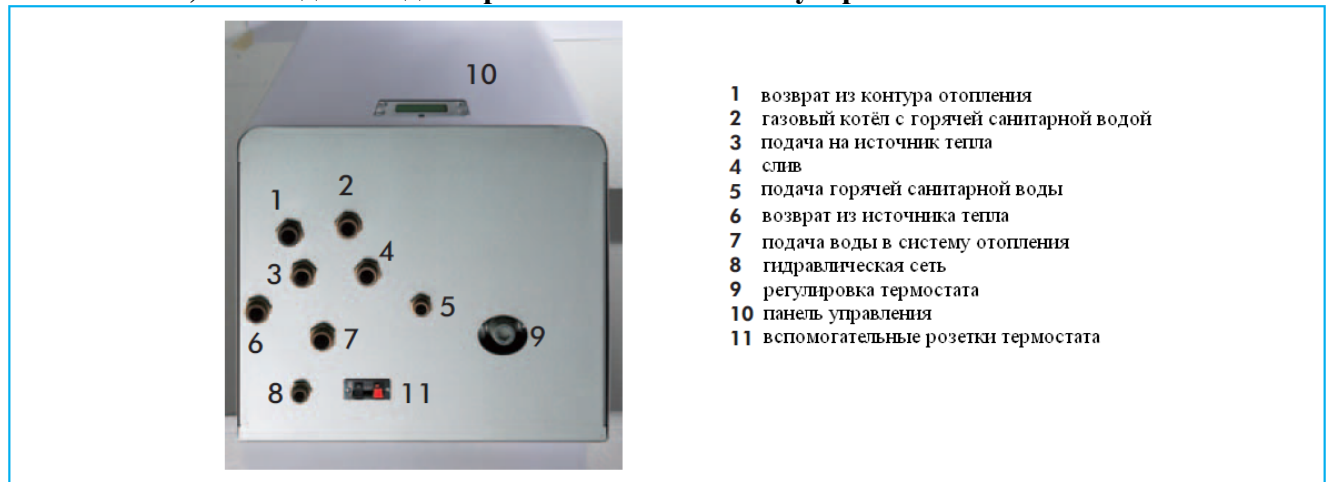 10
1
2
3
4
5
6
7
8
9
11
1 возврат из контура отопления
2 газовый котёл с горячей санитарной водой
3 подача на источник тепла
4 слив
5 подача горячей санитарной воды
6 возврат из источника тепла
7 подача воды в систему отопления
8 гидравлическая сеть
9 регулировка термостата
10 панель управления
11 вспомогательные розетки термостата